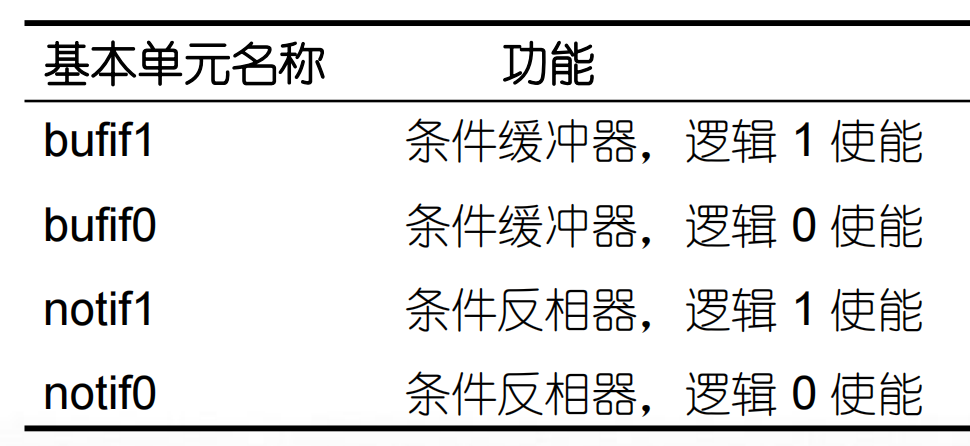 基本单元名称 功能
bufif1 条件缓冲器，逻辑 1 使能
bufif0 条件缓冲器，逻辑 0 使能
notif1 条件反相器，逻辑 1 使能
notif0 条件反相器，逻辑 0 使能